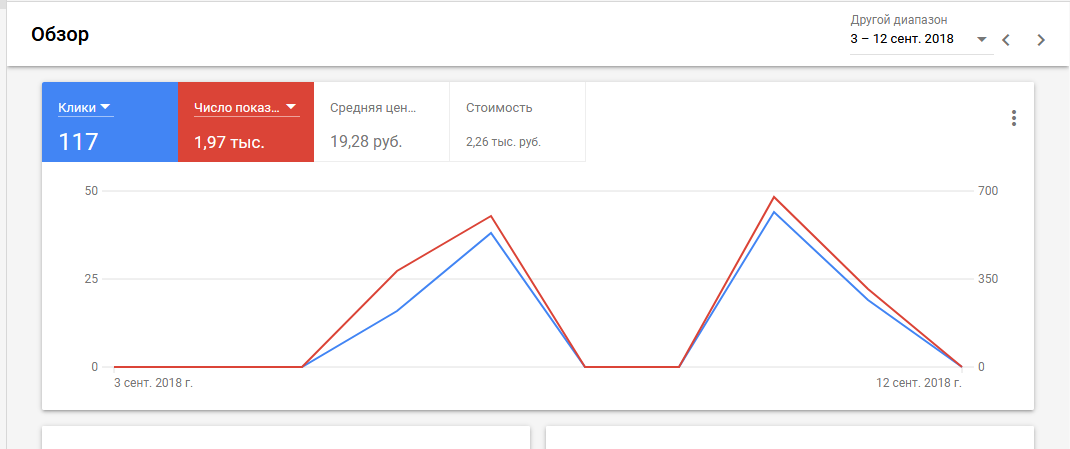 Обзор
Другой диапазон
3 – 12 сент. 2018
Клики
117
Число показ...
1,97 тыс.
Средняя цен...
19,28 руб.
Стоимость
2,26 тыс. руб.
50
700
25
350
0
0
3 сент. 2018 г.
12 сент. 2018 г.